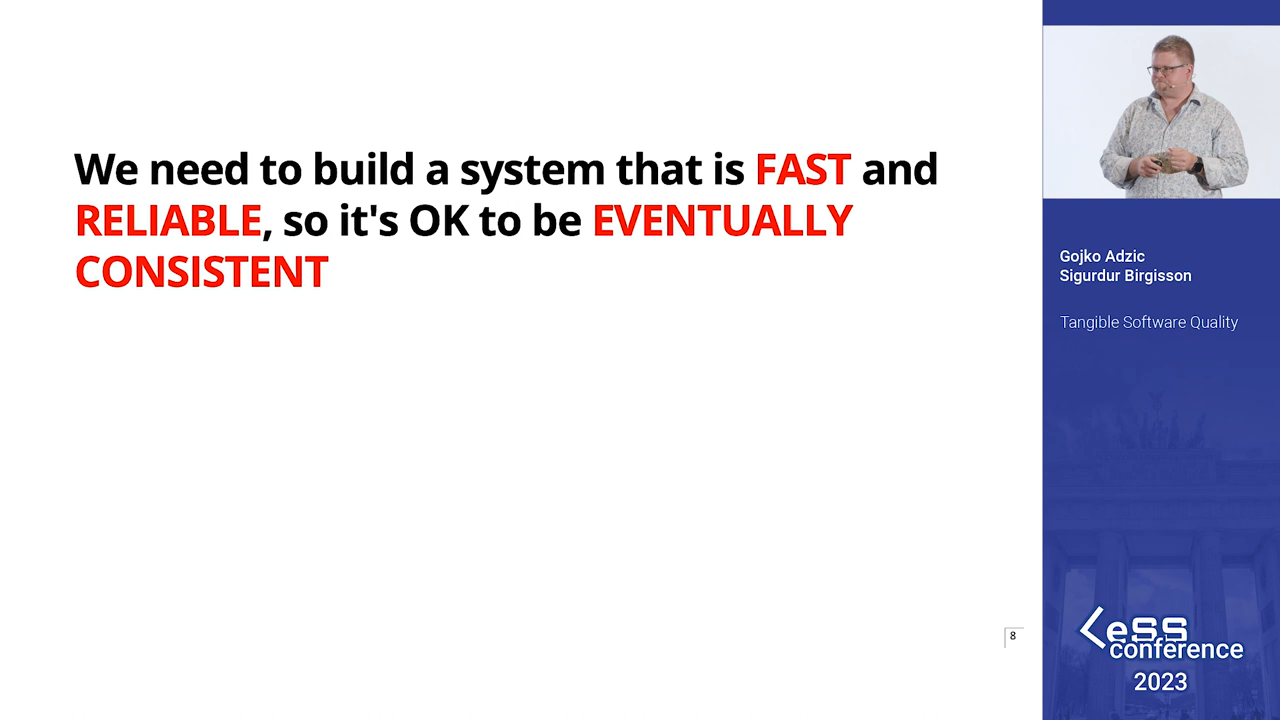 We need to build a system that is FAST and
RELIABLE, so it's OK to be EVENTUALLY
CONSISTENT
8
Gojko Adzic
Sigurdur Birgisson
Tangible Software Quality
LeSS
conference
2023